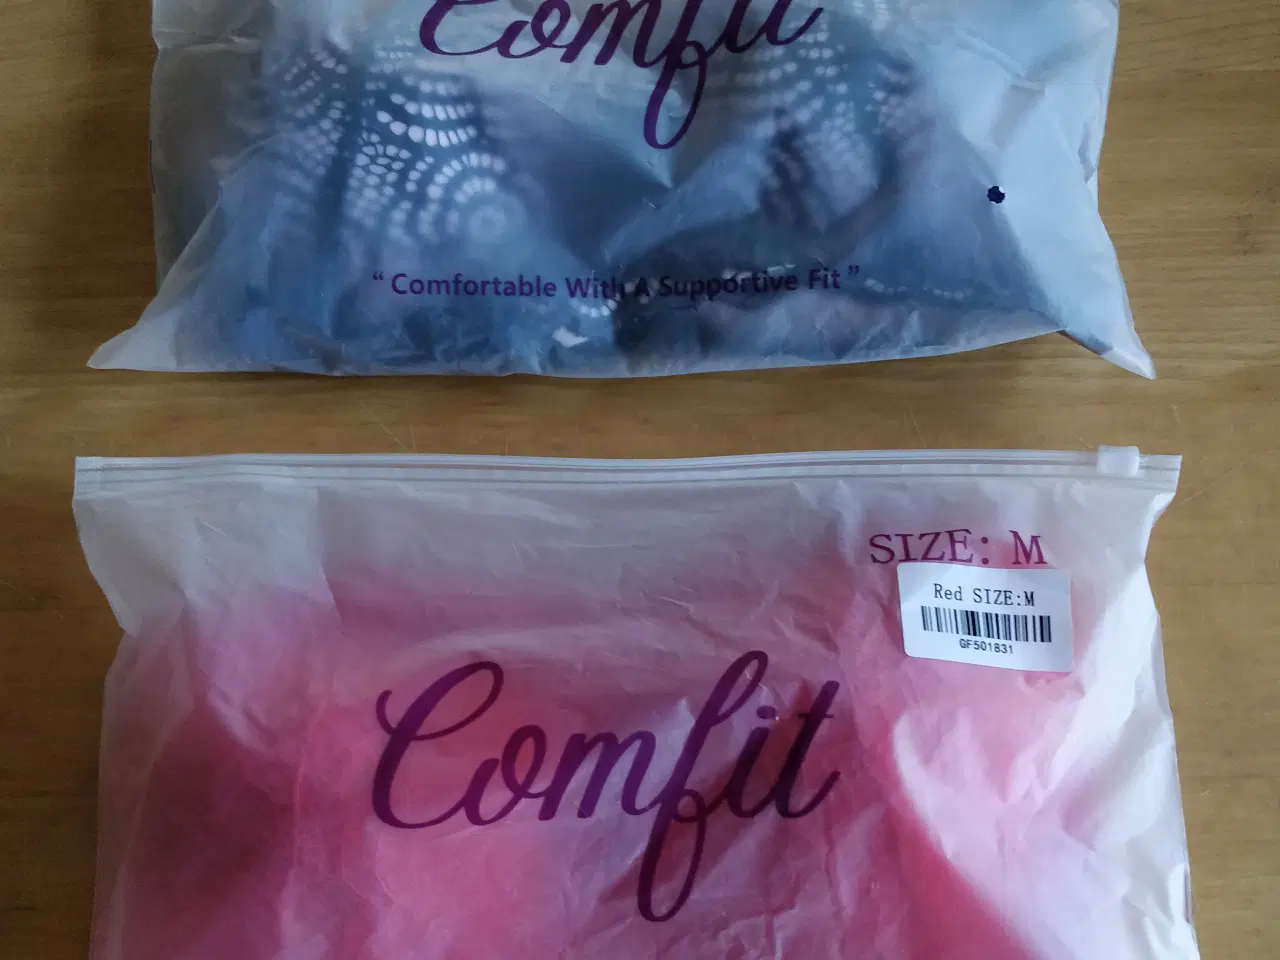 Comfit
“Comfortable With A Supportive Fit”
SIZE: M
Red SIZE:M
GF501831
Comfit